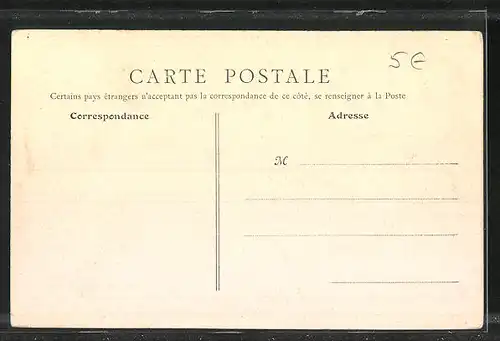 5€
CARTE POSTALE
Certains pays étrangers n'acceptant pas la correspondance de ce côté, se renseigner à la Poste
Correspondance
Adresse
M